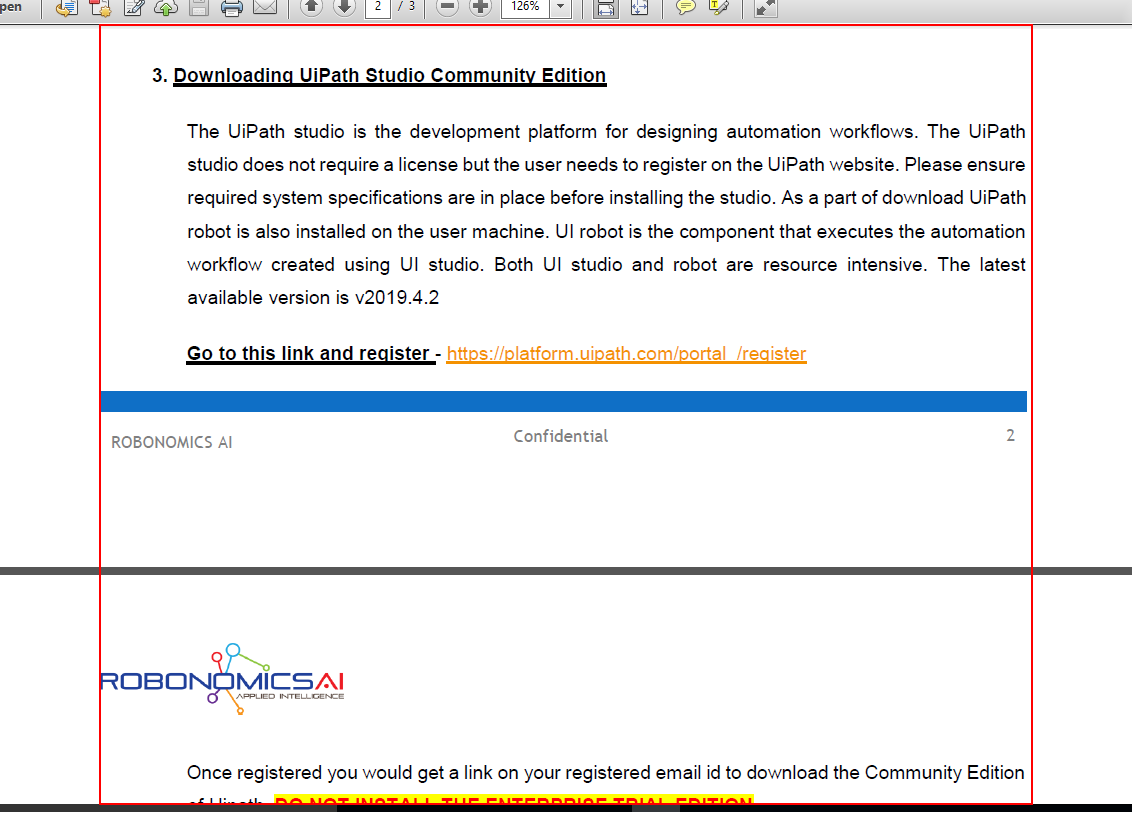 pen
2 / 3
126%
3. Downloading UiPath Studio Community Edition
The UiPath studio is the development platform for designing automation workflows. The UiPath
studio does not require a license but the user needs to register on the UiPath website. Please ensure
required system specifications are in place before installing the studio. As a part of download UiPath
robot is also installed on the user machine. UI robot is the component that executes the automation
workflow created using UI studio. Both UI studio and robot are resource intensive. The latest
available version is v2019.4.2
Go to this link and register - https://platform.uipath.com/portal_/register
ROBONOMICS AI
Confidential
2
ROBONOMICSAI
APPLIED INTELLIGENCE
Once registered you would get a link on your registered email id to download the Community Edition
of Uipath. DO NOT INSTALL THE ENTERPRISE TRIAL EDITION